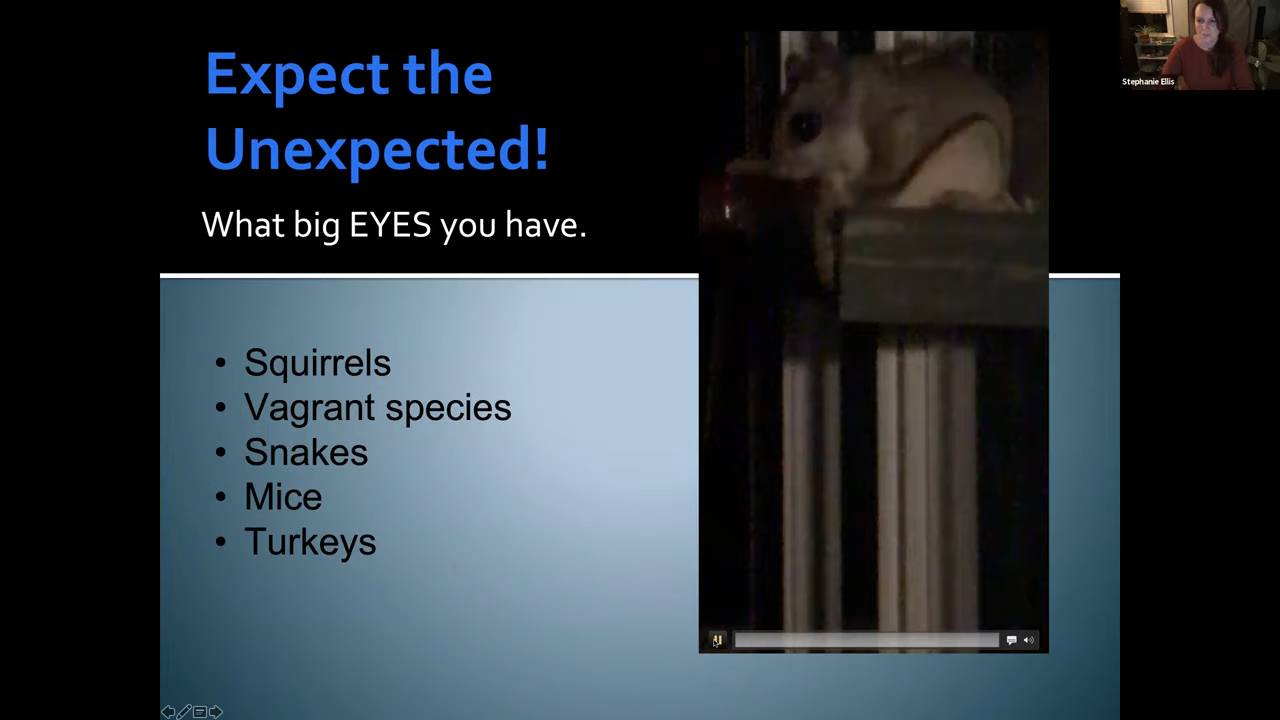 Expect the
Unexpected!
What big EYES you have.
• Squirrels
• Vagrant species
• Snakes
• Mice
• Turkeys
Stephanie Ellis